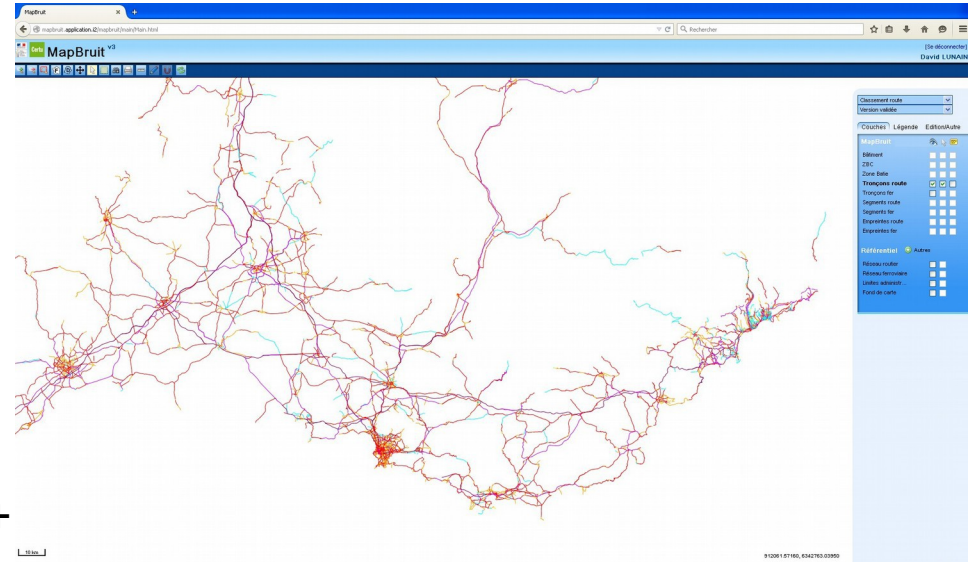 MapBruit × +
mapbruit.application.i2/mapbruit/main/Main.html
Rechercher
Carto MapBruit v3
[Se déconnecter]
David LUNAIN
Classement route
Version validée
Couches Légende Edition/Autre
MapBruit
Bâtiment
ZBC
Zone Batie
Tronçons route
Tronçons fer
Segments route
Segments fer
Empreintes route
Empreintes fer
Référentiel Autres
Réseau routier
Réseau ferroviaire
Limites administr...
Fond de carte
10 km
912061.57160, 6342763.03950